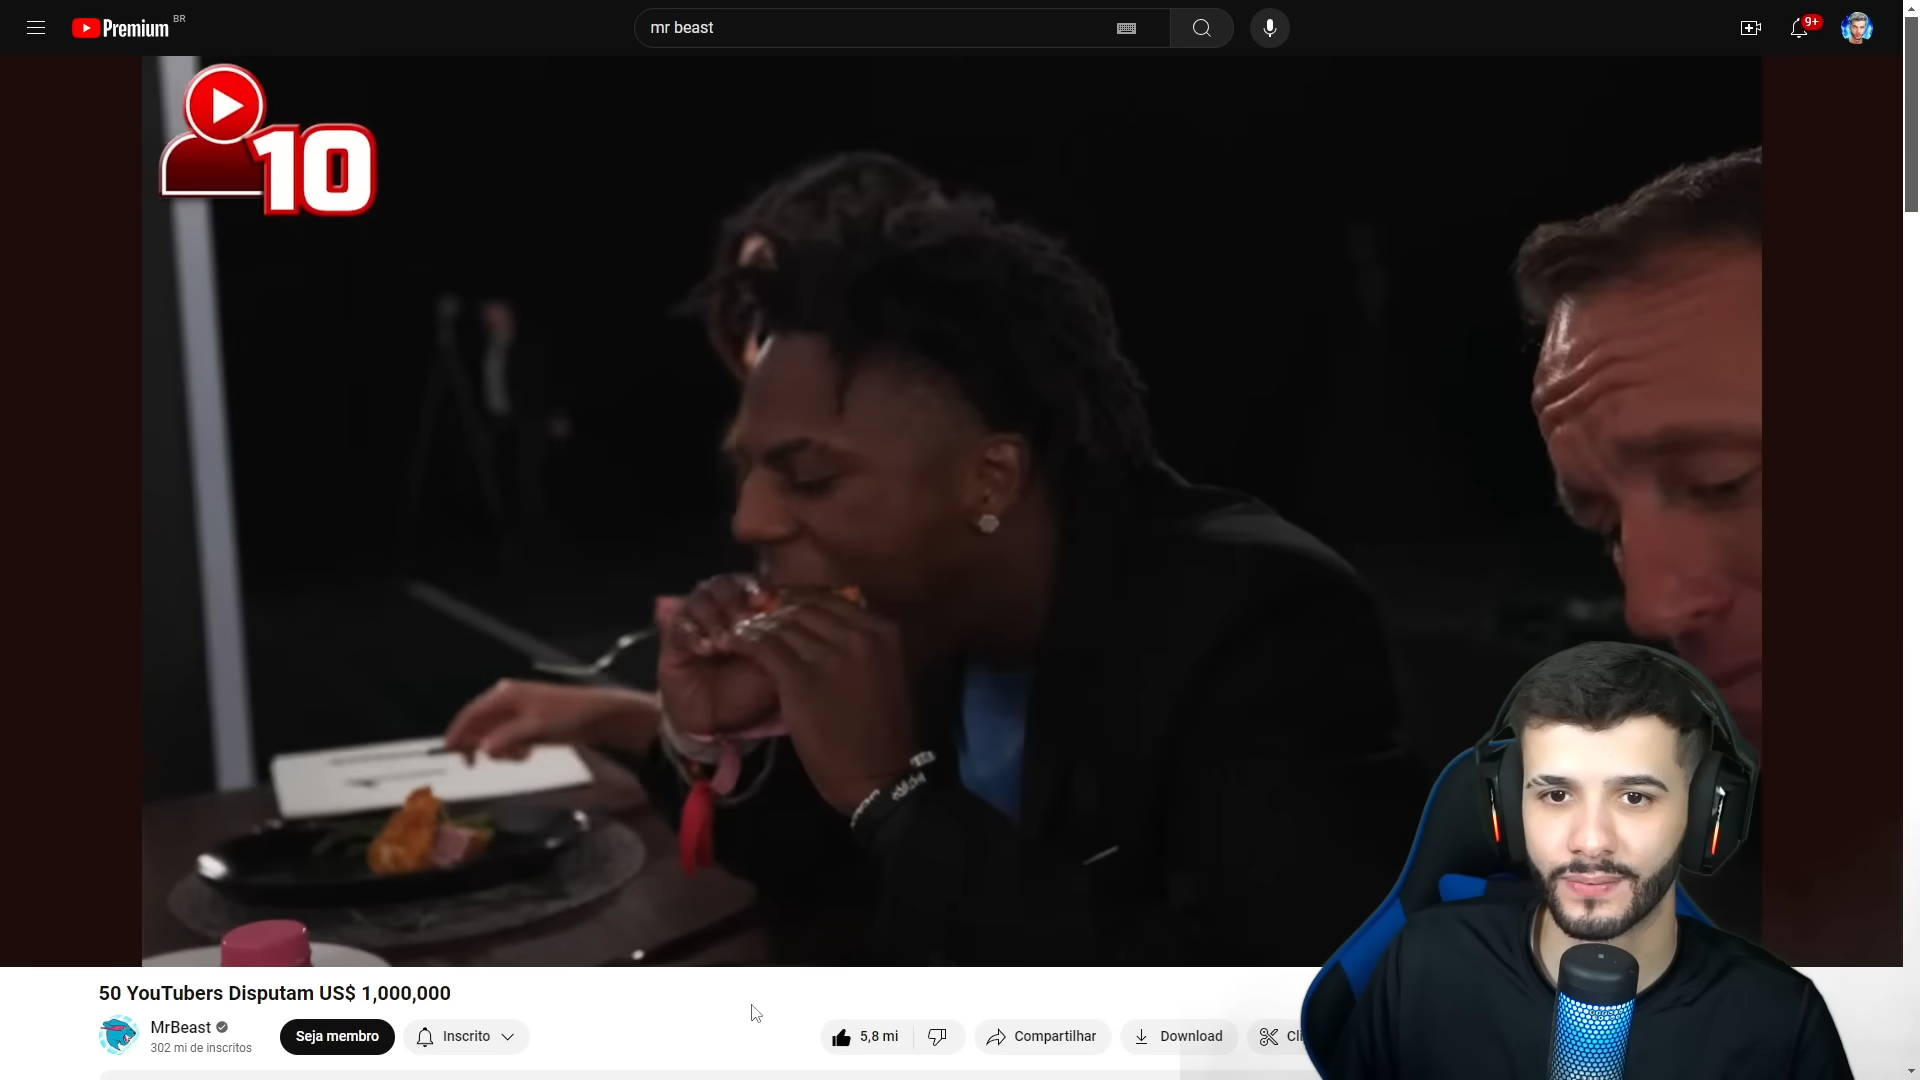 Premium BR
mr beast
9+
10
50 YouTubers Disputam US$ 1,000,000
MrBeast
302 mi de inscritos
Seja membro
Inscrito
5,8 mi
Compartilhar
Download
Cli